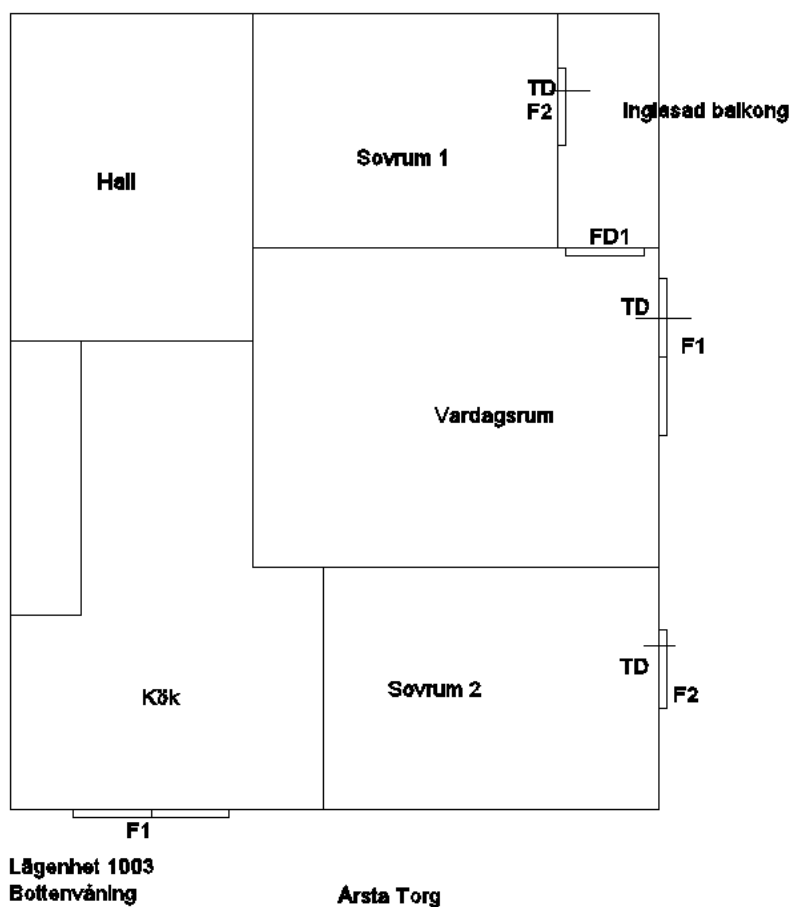 TD
F2
Inglasad balkong
Sovrum 1
Hall
FD1
TD
F1
Vardagsrum
TD
F2
Sovrum 2
Kök
F1
Lägenhet 1003
Bottenvåning
Årsta Torg